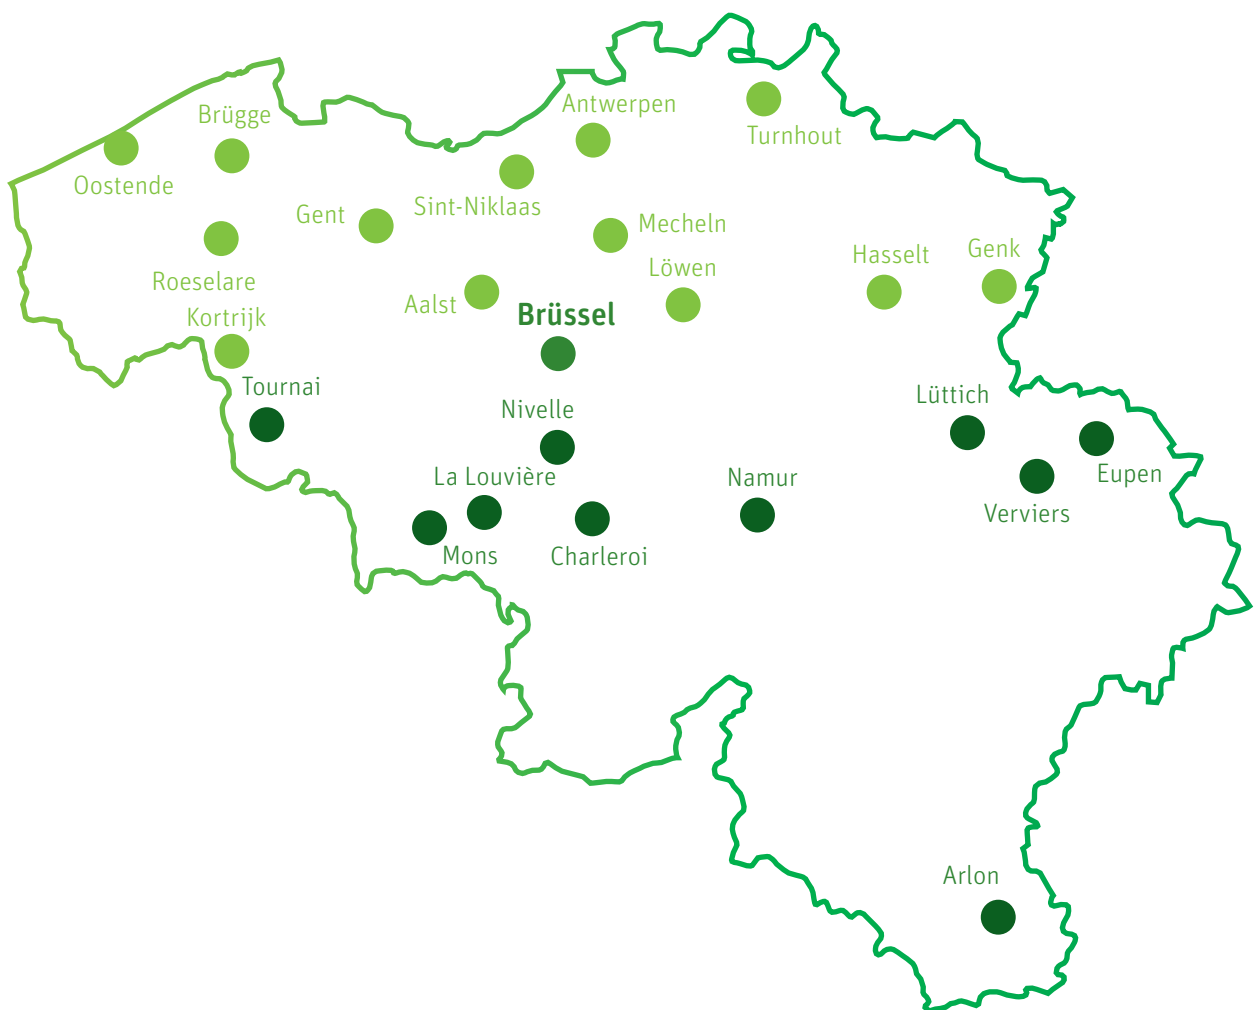 Antwerpen
Brügge
Turnhout
Oostende
Sint-Niklaas
Gent
Mecheln
Genk
Hasselt
Löwen
Roeselare
Aalst
Brüssel
Kortrijk
Tournai
Lüttich
Nivelle
Eupen
La Louvière
Namur
Verviers
Mons
Charleroi
Arlon